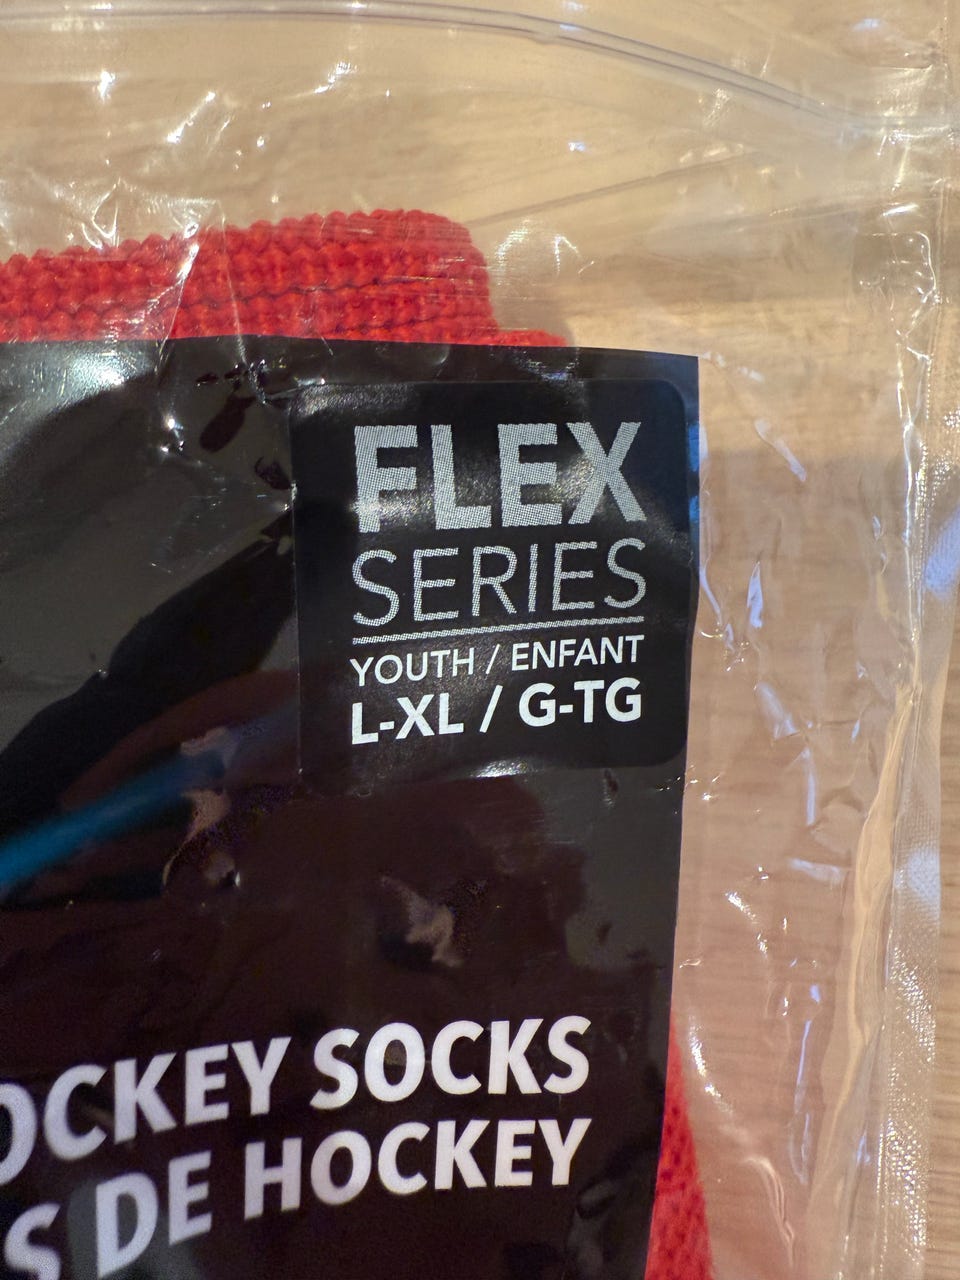 FLEX
SERIES
YOUTH / ENFANT
L-XL / G-TG
OCKEY SOCKS
S DE HOCKEY